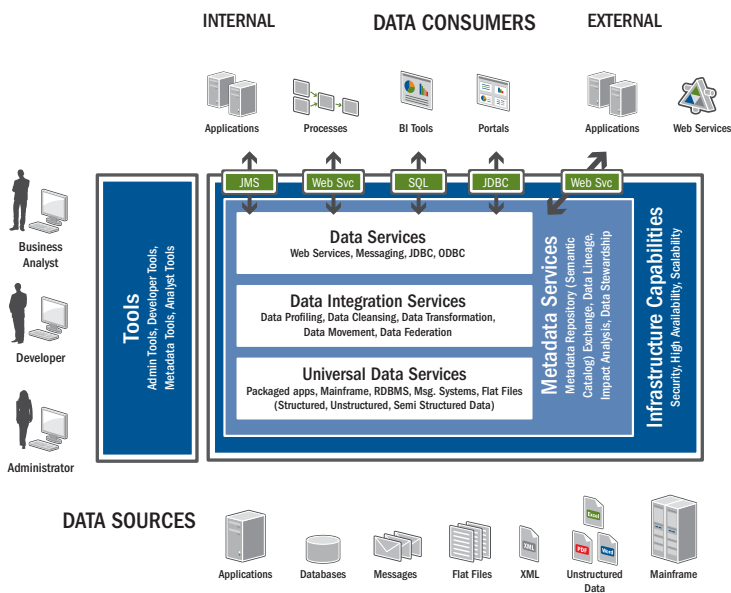 INTERNAL
DATA CONSUMERS
EXTERNAL
Applications
Processes
BI Tools
Portals
Applications
Web Services
JMS
Web Svc
SQL
JDBC
Web Svc
Business
Analyst
Developer
Administrator
Tools
Admin Tools, Developer Tools,
Metadata Tools, Analyst Tools
Data Services
Web Services, Messaging, JDBC, ODBC
Data Integration Services
Data Profiling, Data Cleansing, Data Transformation,
Data Movement, Data Federation
Universal Data Services
Packaged apps, Mainframe, RDBMS, Msg. Systems, Flat Files
(Structured, Unstructured, Semi Structured Data)
Metadata Services
Metadata Repository (Semantic
Catalog) Exchange, Data Lineage,
Impact Analysis, Data Stewardship
Infrastructure Capabilities
Security, High Availability, Scalability
DATA SOURCES
Applications
Databases
Messages
Flat Files
XML
XML
Excel
PDF
Word
Unstructured
Data
Mainframe